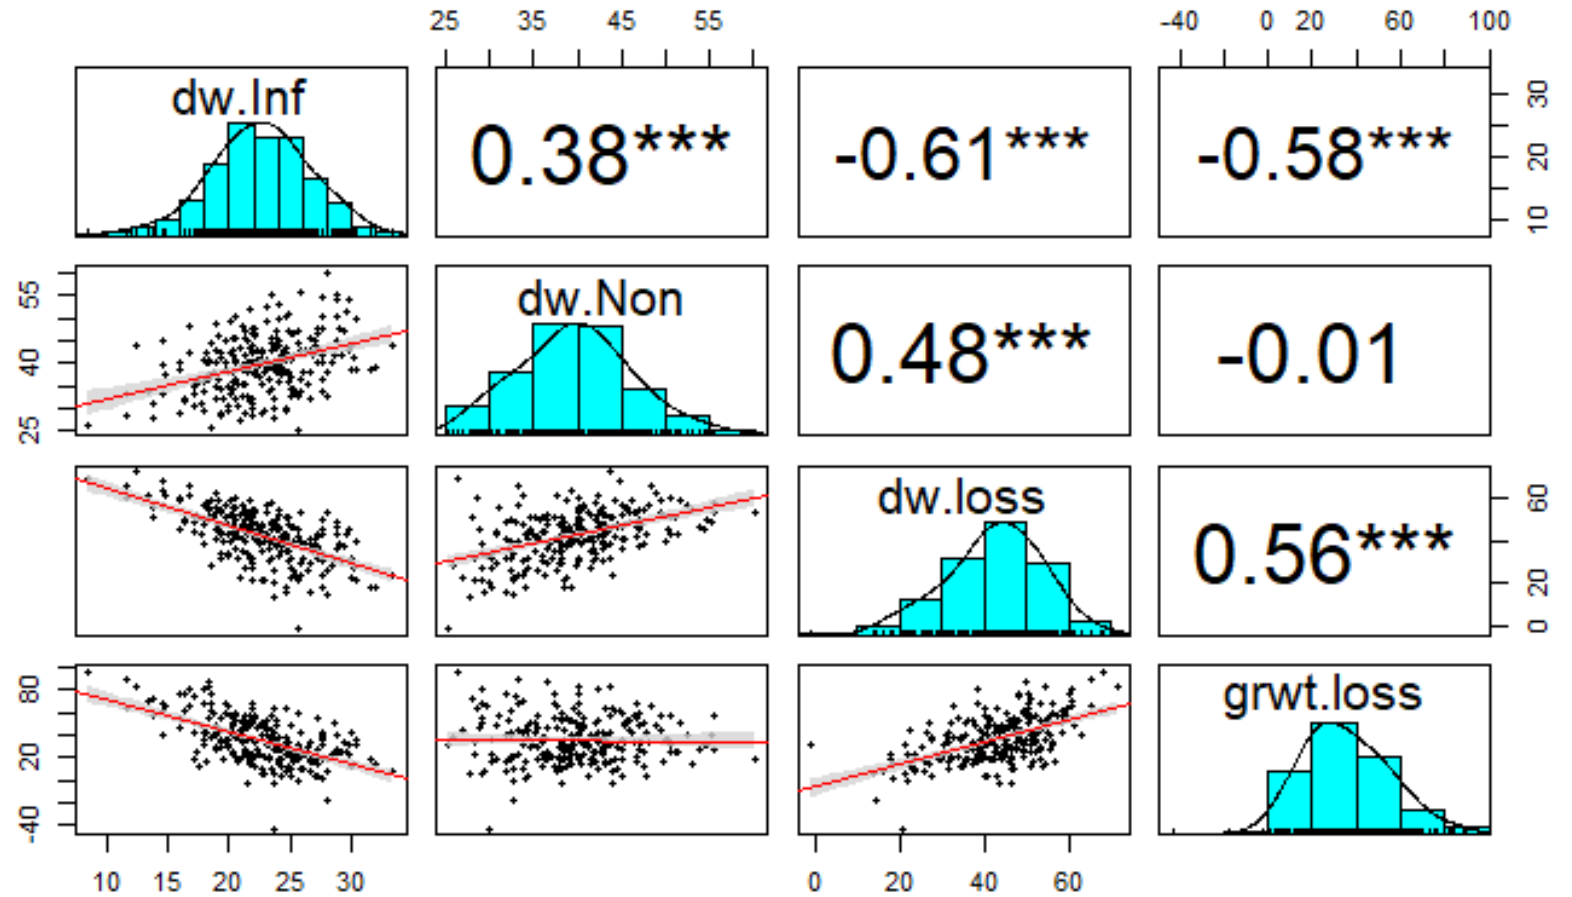 25 35 45 55 -40 0 20 60 100
dw.Inf 0.38*** -0.61*** -0.58*** 10 20 30
25 40 55 dw.Non 0.48*** -0.01
dw.loss 0.56*** 0 20 60
-40 20 80 grwt.loss
10 15 20 25 30 0 20 40 60